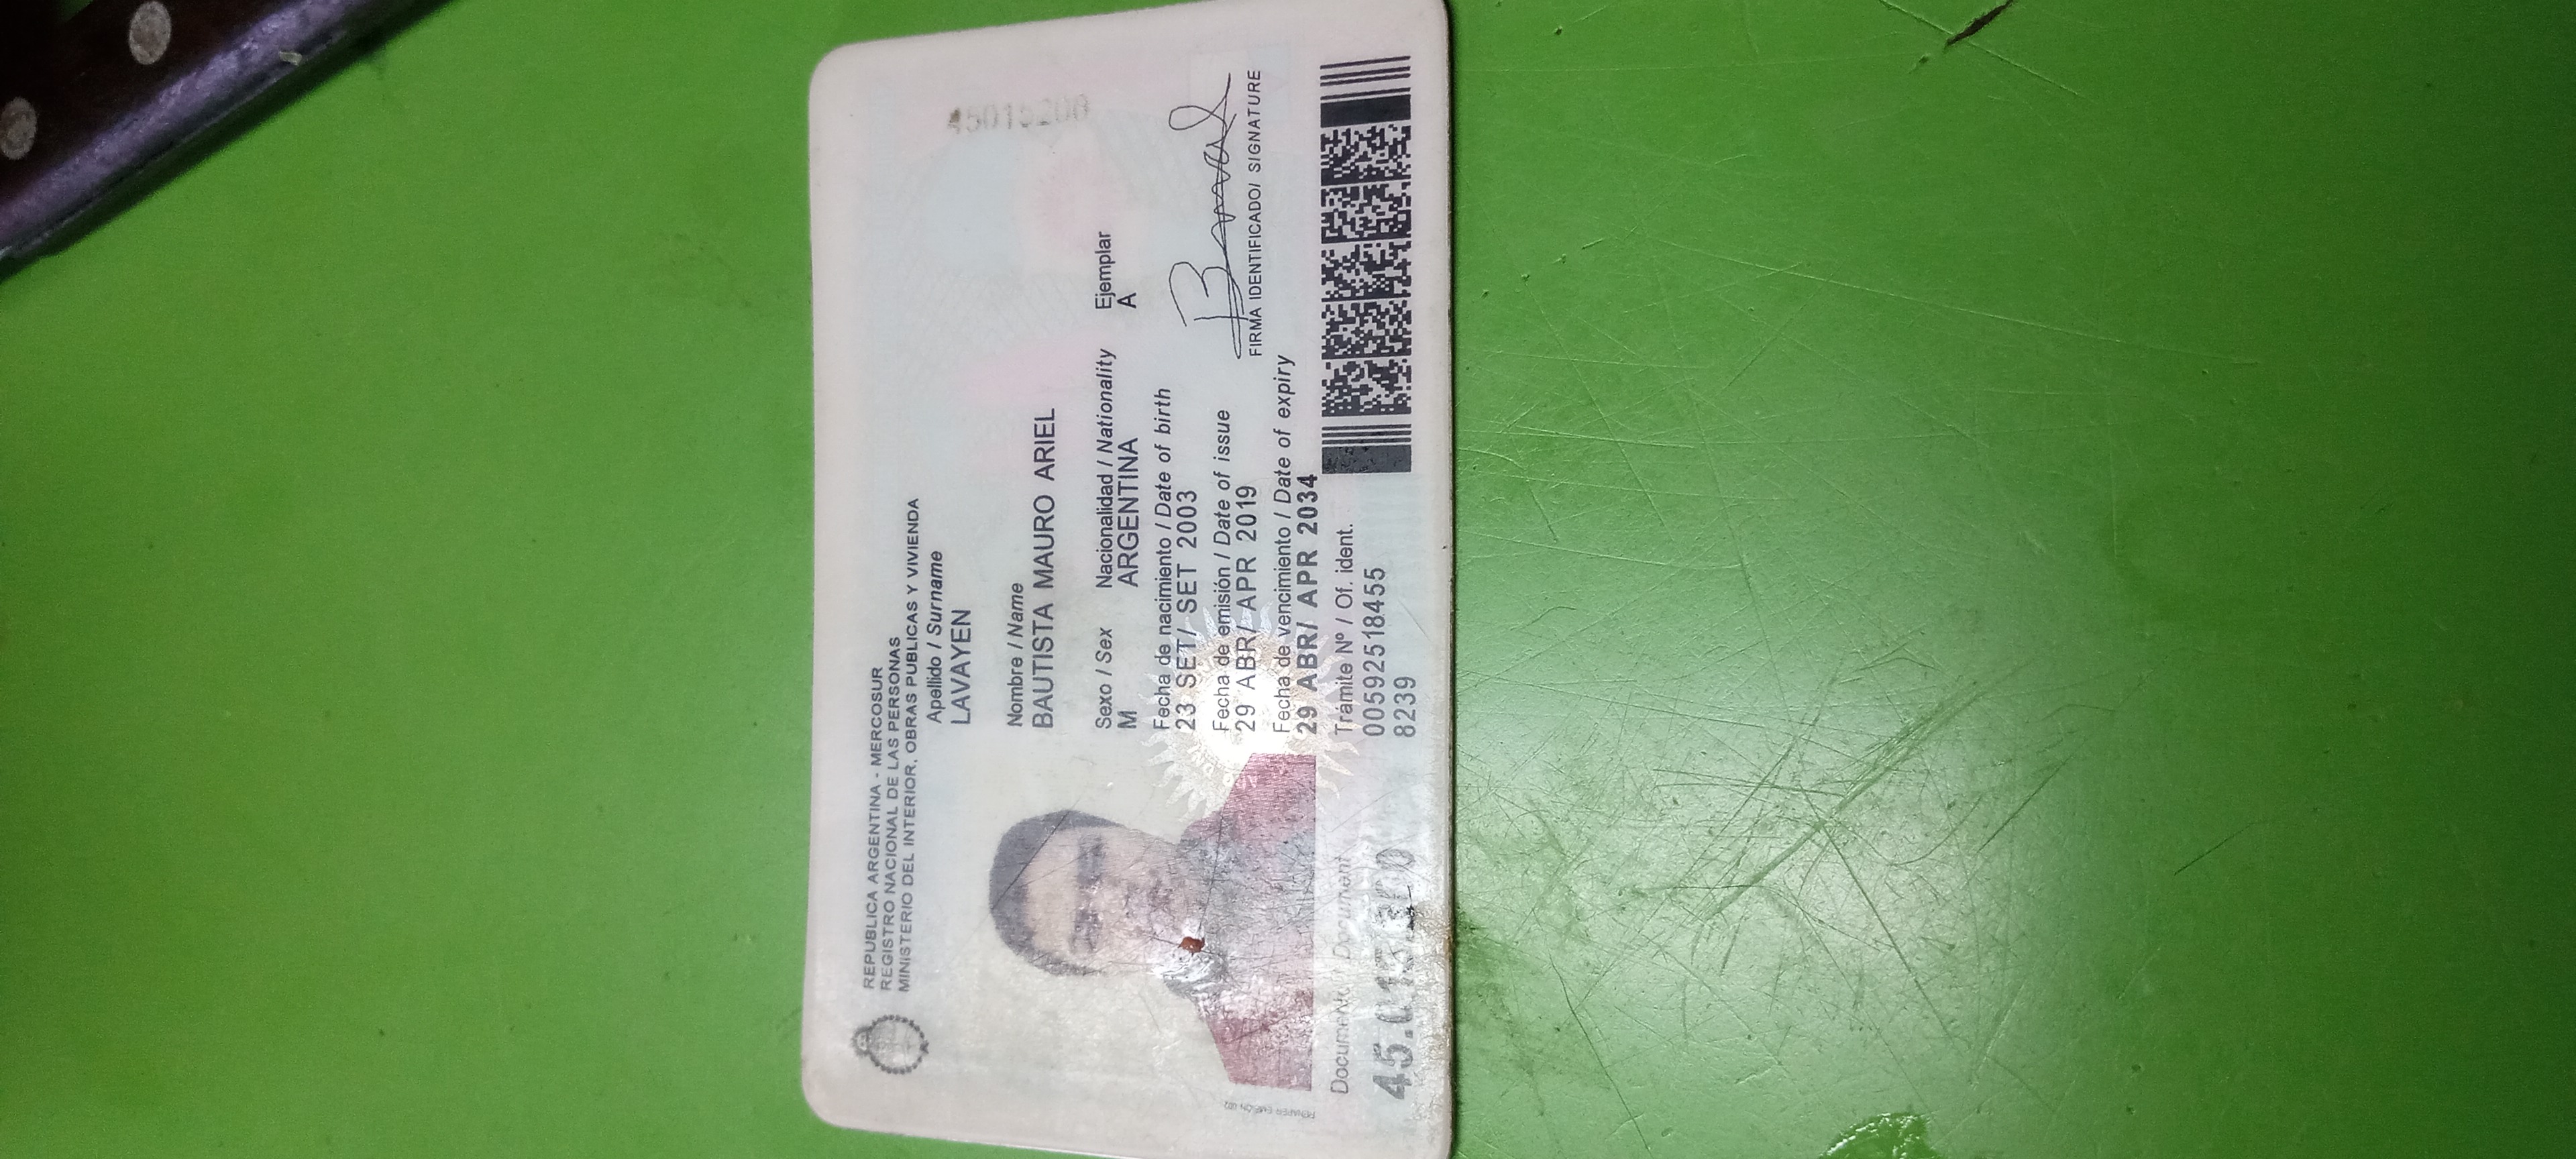 REPUBLICA ARGENTINA - MERCOSUR
REGISTRO NACIONAL DE LAS PERSONAS
MINISTERIO DEL INTERIOR, OBRAS PUBLICAS Y VIVIENDA
Apellido / Surname
LAVAYEN
Nombre / Name
BAUTISTA MAURO ARIEL
Sexo / Sex Nacionalidad / Nationality Ejemplar
M ARGENTINA A
Fecha de nacimiento / Date of birth
23 SET/ SET 2003
Fecha de emisión / Date of issue
29 ABR/ APR 2019
FIRMA IDENTIFICADO/ SIGNATURE
Fecha de vencimiento / Date of expiry
29 ABR/ APR 2034
Documento / Document
Trámite Nº / Of. ident.
00592518455
8239